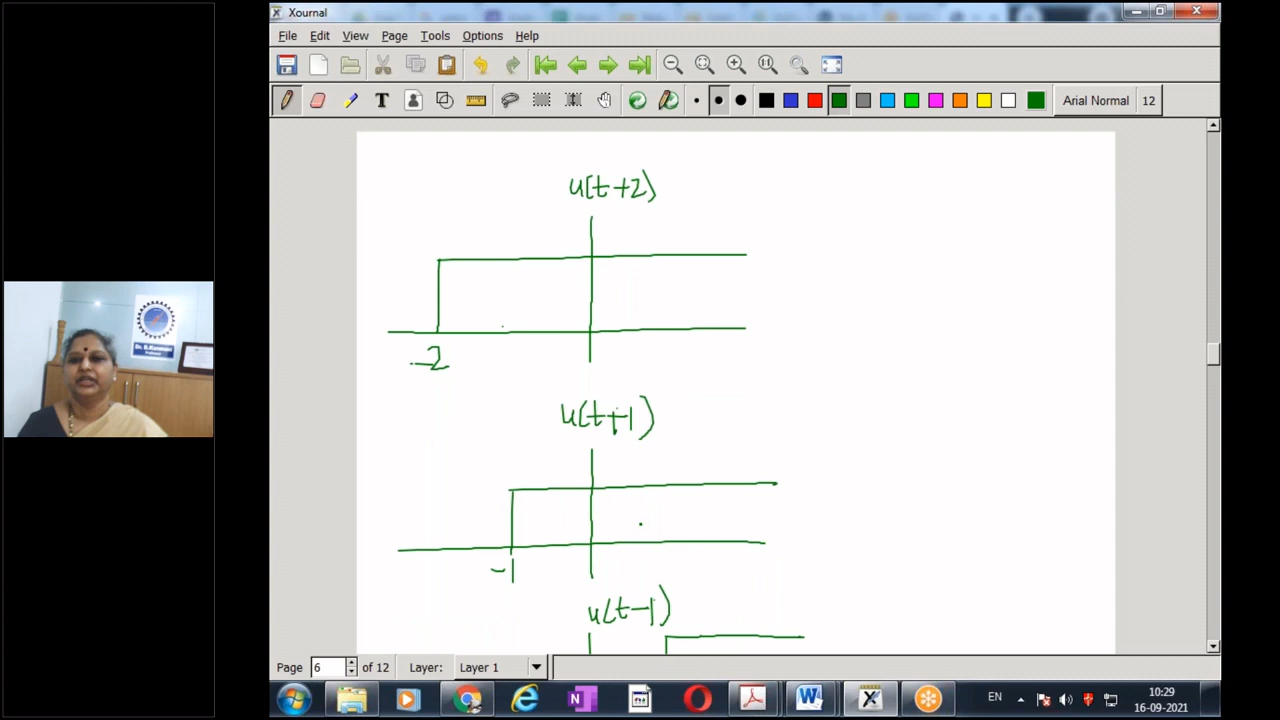 Xournal
File Edit View Page Tools Options Help
Arial Normal 12
u(t+2)
-2
u(t+1)
-1
u(t-1)
Page 6 of 12 Layer: Layer 1
EN 10:29
16-09-2021